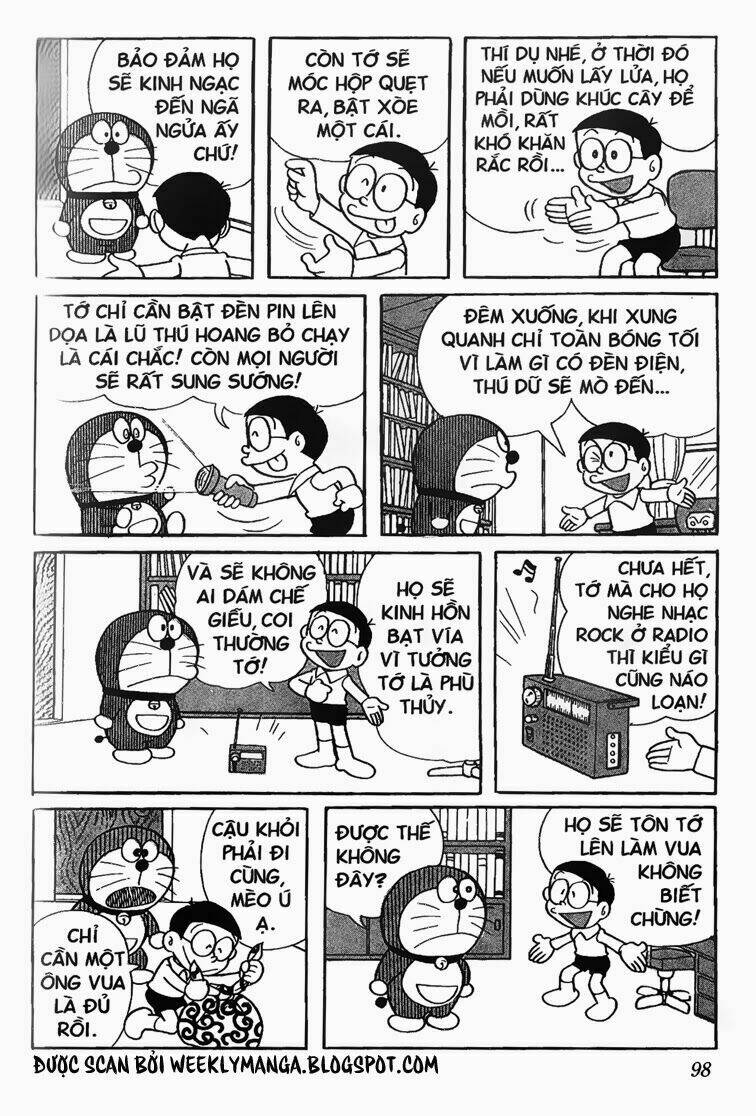 THÍ DỤ NHÉ, Ở THỜI ĐÓ
NẾU MUỐN LẤY LỬA, HỌ
PHẢI DÙNG KHÚC CÂY ĐỂ
MỒI, RẤT
KHÓ KHĂN
RẮC RỒI...
CÒN TỚ SẼ
MÓC HỘP QUẸT
RA, BẬT XÒE
MỘT CÁI.
BẢO ĐẢM HỌ
SẼ KINH NGẠC
ĐẾN NGÃ
NGỬA ẤY
CHỨ!
ĐÊM XUỐNG, KHI XUNG
QUANH CHỈ TOÀN BÓNG TỐI
VÌ LÀM GÌ CÓ ĐÈN ĐIỆN,
THÚ DỮ SẼ MÒ ĐẾN...
TỚ CHỈ CẦN BẬT ĐÈN PIN LÊN
DỌA LÀ LŨ THÚ HOANG BỎ CHẠY
LÀ CÁI CHẮC! CÒN MỌI NGƯỜI
SẼ RẤT SUNG SƯỚNG!
CHƯA HẾT,
TỚ MÀ CHO HỌ
NGHE NHẠC
ROCK Ở RADIO
THÌ KIỂU GÌ
CŨNG NÁO
LOẠN!
HỌ SẼ
KINH HỒN
BẠT VÍA
VÌ TƯỞNG
TỚ LÀ PHÙ
THỦY.
VÀ SẼ KHÔNG
AI DÁM CHẾ
GIỄU, COI
THƯỜNG
TỚ!
HỌ SẼ TÔN TỚ
LÊN LÀM VUA
KHÔNG
BIẾT
CHỪNG!
ĐƯỢC THẾ
KHÔNG
ĐÂY?
CẬU KHỎI
PHẢI ĐI
CÙNG,
MÈO Ú
Ạ.
CHỈ
CẦN MỘT
ÔNG VUA
LÀ ĐỦ
RỒI.
ĐƯỢC SCAN BỞI WEEKLYMANGA.BLOGSPOT.COM
98